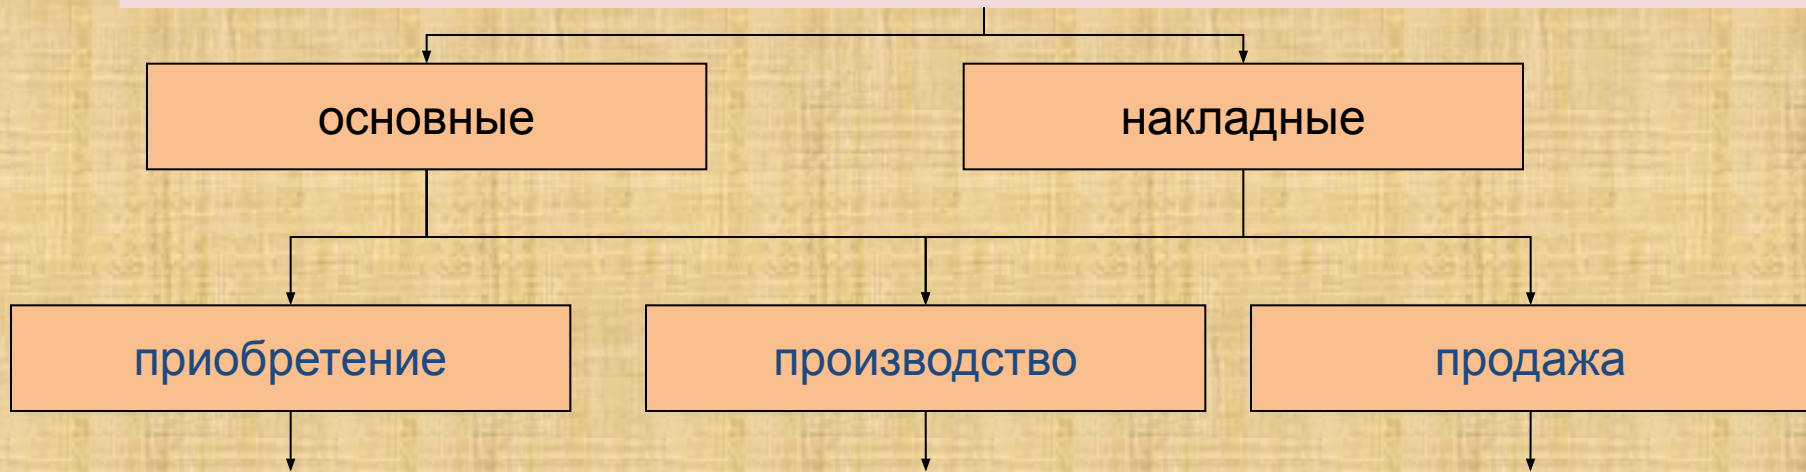 основные
накладные
приобретение
производство
продажа